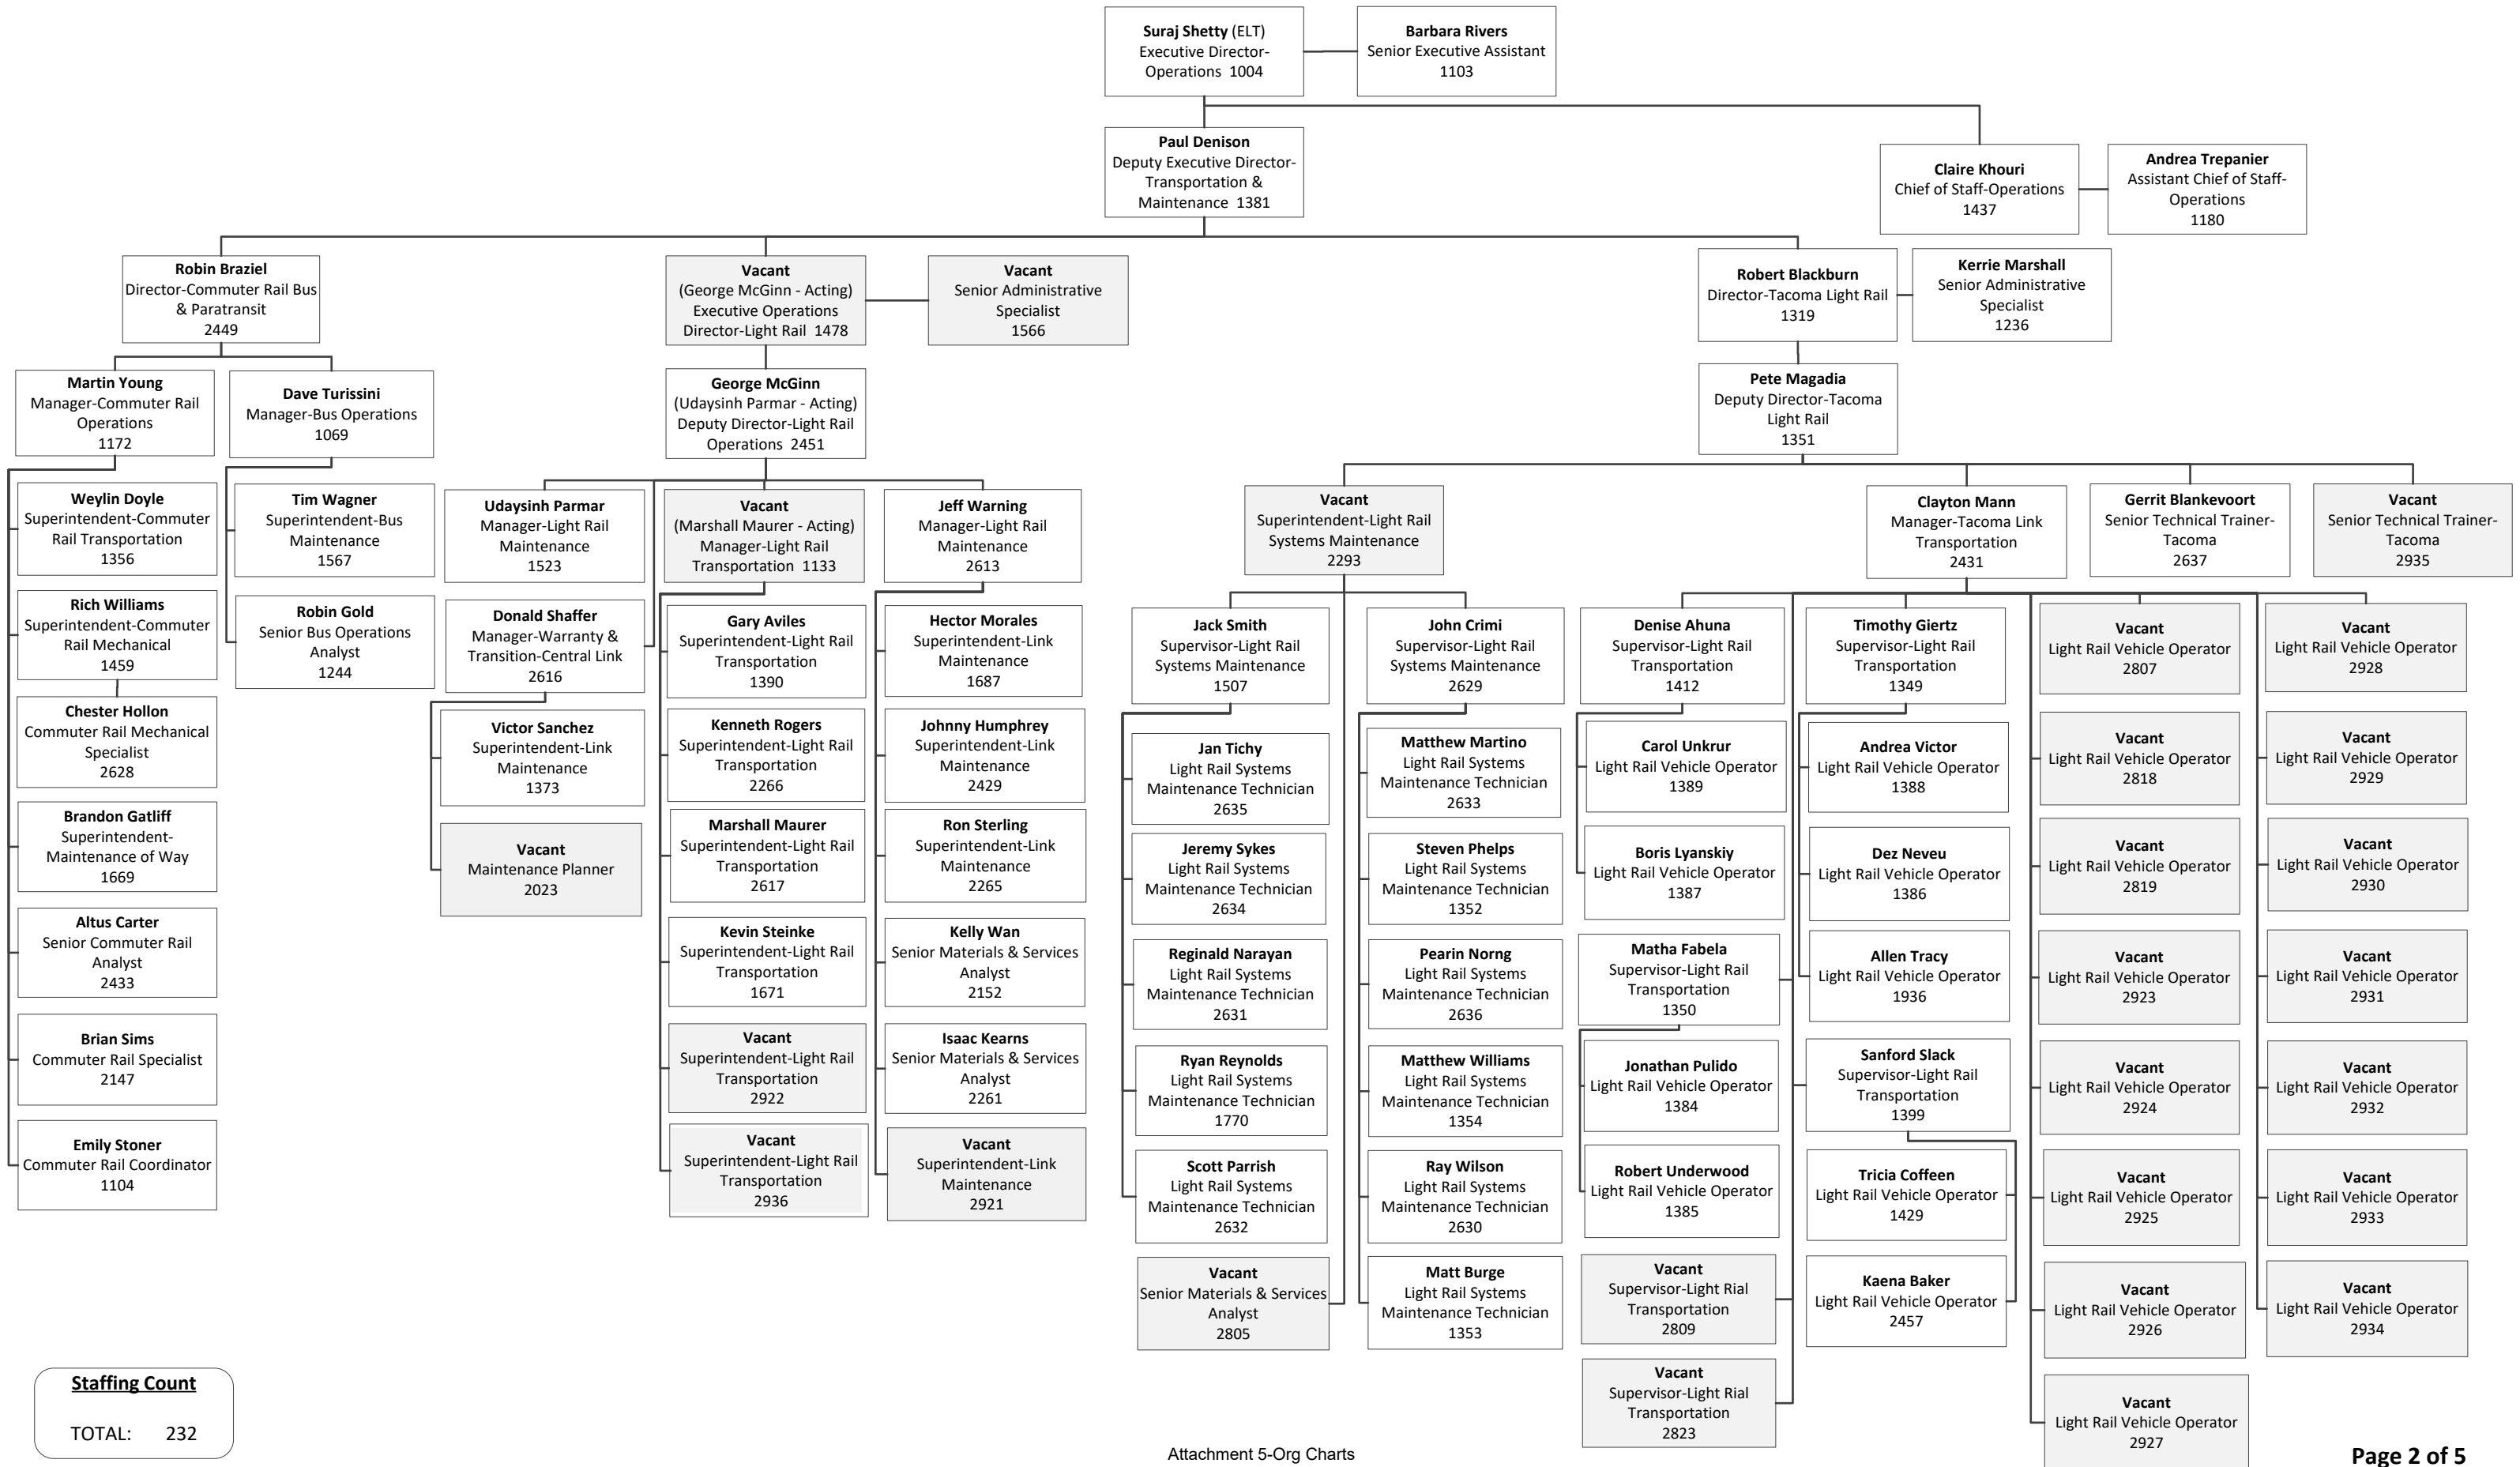 Suraj Shetty (ELT)
Executive Director-
Operations 1004
Barbara Rivers
Senior Executive Assistant
1103
Paul Denison
Deputy Executive Director-
Transportation &
Maintenance 1381
Claire Khouri
Chief of Staff-Operations
1437
Andrea Trepanier
Assistant Chief of Staff-
Operations
1180
Robin Braziel
Director-Commuter Rail Bus
& Paratransit
2449
Vacant
(George McGinn - Acting)
Executive Operations
Director-Light Rail 1478
Vacant
Senior Administrative
Specialist
1566
Robert Blackburn
Director-Tacoma Light Rail
1319
Kerrie Marshall
Senior Administrative
Specialist
1236
Martin Young
Manager-Commuter Rail
Operations
1172
Dave Turissini
Manager-Bus Operations
1069
George McGinn
(Udaysinh Parmar - Acting)
Deputy Director-Light Rail
Operations 2451
Pete Magadia
Deputy Director-Tacoma
Light Rail
1351
Weylin Doyle
Superintendent-Commuter
Rail Transportation
1356
Rich Williams
Superintendent-Commuter
Rail Mechanical
1459
Chester Hollon
Commuter Rail Mechanical
Specialist
2628
Brandon Gatliff
Superintendent-
Maintenance of Way
1669
Altus Carter
Senior Commuter Rail
Analyst
2433
Brian Sims
Commuter Rail Specialist
2147
Emily Stoner
Commuter Rail Coordinator
1104
Tim Wagner
Superintendent-Bus
Maintenance
1567
Robin Gold
Senior Bus Operations
Analyst
1244
Udaysinh Parmar
Manager-Light Rail
Maintenance
1523
Donald Shaffer
Manager-Warranty &
Transition-Central Link
2616
Victor Sanchez
Superintendent-Link
Maintenance
1373
Vacant
Maintenance Planner
2023
Vacant
(Marshall Maurer - Acting)
Manager-Light Rail
Transportation 1133
Gary Aviles
Superintendent-Light Rail
Transportation
1390
Kenneth Rogers
Superintendent-Light Rail
Transportation
2266
Marshall Maurer
Superintendent-Light Rail
Transportation
2617
Kevin Steinke
Superintendent-Light Rail
Transportation
1671
Vacant
Superintendent-Light Rail
Transportation
2922
Vacant
Superintendent-Light Rail
Transportation
2936
Jeff Warning
Manager-Light Rail
Maintenance
2613
Hector Morales
Superintendent-Link
Maintenance
1687
Johnny Humphrey
Superintendent-Link
Maintenance
2429
Ron Sterling
Superintendent-Link
Maintenance
2265
Kelly Wan
Senior Materials & Services
Analyst
2152
Isaac Kearns
Senior Materials & Services
Analyst
2261
Vacant
Superintendent-Link
Maintenance
2921
Vacant
Superintendent-Light Rail
Systems Maintenance
2293
Jack Smith
Supervisor-Light Rail
Systems Maintenance
1507
Jan Tichy
Light Rail Systems
Maintenance Technician
2635
Jeremy Sykes
Light Rail Systems
Maintenance Technician
2634
Reginald Narayan
Light Rail Systems
Maintenance Technician
2631
Ryan Reynolds
Light Rail Systems
Maintenance Technician
1770
Scott Parrish
Light Rail Systems
Maintenance Technician
2632
Vacant
Senior Materials & Services
Analyst
2805
John Crimi
Supervisor-Light Rail
Systems Maintenance
2629
Matthew Martino
Light Rail Systems
Maintenance Technician
2633
Steven Phelps
Light Rail Systems
Maintenance Technician
1352
Pearin Norng
Light Rail Systems
Maintenance Technician
2636
Matthew Williams
Light Rail Systems
Maintenance Technician
1354
Ray Wilson
Light Rail Systems
Maintenance Technician
2630
Matt Burge
Light Rail Systems
Maintenance Technician
1353
Clayton Mann
Manager-Tacoma Link
Transportation
2431
Gerrit Blankevoort
Senior Technical Trainer-
Tacoma
2637
Vacant
Senior Technical Trainer-
Tacoma
2935
Denise Ahuna
Supervisor-Light Rail
Transportation
1412
Carol Unkrur
Light Rail Vehicle Operator
1389
Boris Lyanskiy
Light Rail Vehicle Operator
1387
Matha Fabela
Supervisor-Light Rail
Transportation
1350
Jonathan Pulido
Light Rail Vehicle Operator
1384
Robert Underwood
Light Rail Vehicle Operator
1385
Vacant
Supervisor-Light Rial
Transportation
2809
Vacant
Supervisor-Light Rial
Transportation
2823
Timothy Giertz
Supervisor-Light Rail
Transportation
1349
Andrea Victor
Light Rail Vehicle Operator
1388
Dez Neveu
Light Rail Vehicle Operator
1386
Allen Tracy
Light Rail Vehicle Operator
1936
Sanford Slack
Supervisor-Light Rail
Transportation
1399
Tricia Coffeen
Light Rail Vehicle Operator
1429
Kaena Baker
Light Rail Vehicle Operator
2457
Vacant
Light Rail Vehicle Operator
2807
Vacant
Light Rail Vehicle Operator
2818
Vacant
Light Rail Vehicle Operator
2819
Vacant
Light Rail Vehicle Operator
2923
Vacant
Light Rail Vehicle Operator
2924
Vacant
Light Rail Vehicle Operator
2925
Vacant
Light Rail Vehicle Operator
2926
Vacant
Light Rail Vehicle Operator
2927
Vacant
Light Rail Vehicle Operator
2928
Vacant
Light Rail Vehicle Operator
2929
Vacant
Light Rail Vehicle Operator
2930
Vacant
Light Rail Vehicle Operator
2931
Vacant
Light Rail Vehicle Operator
2932
Vacant
Light Rail Vehicle Operator
2933
Vacant
Light Rail Vehicle Operator
2934
Staffing Count
TOTAL: 232
Attachment 5-Org Charts
Page 2 of 5